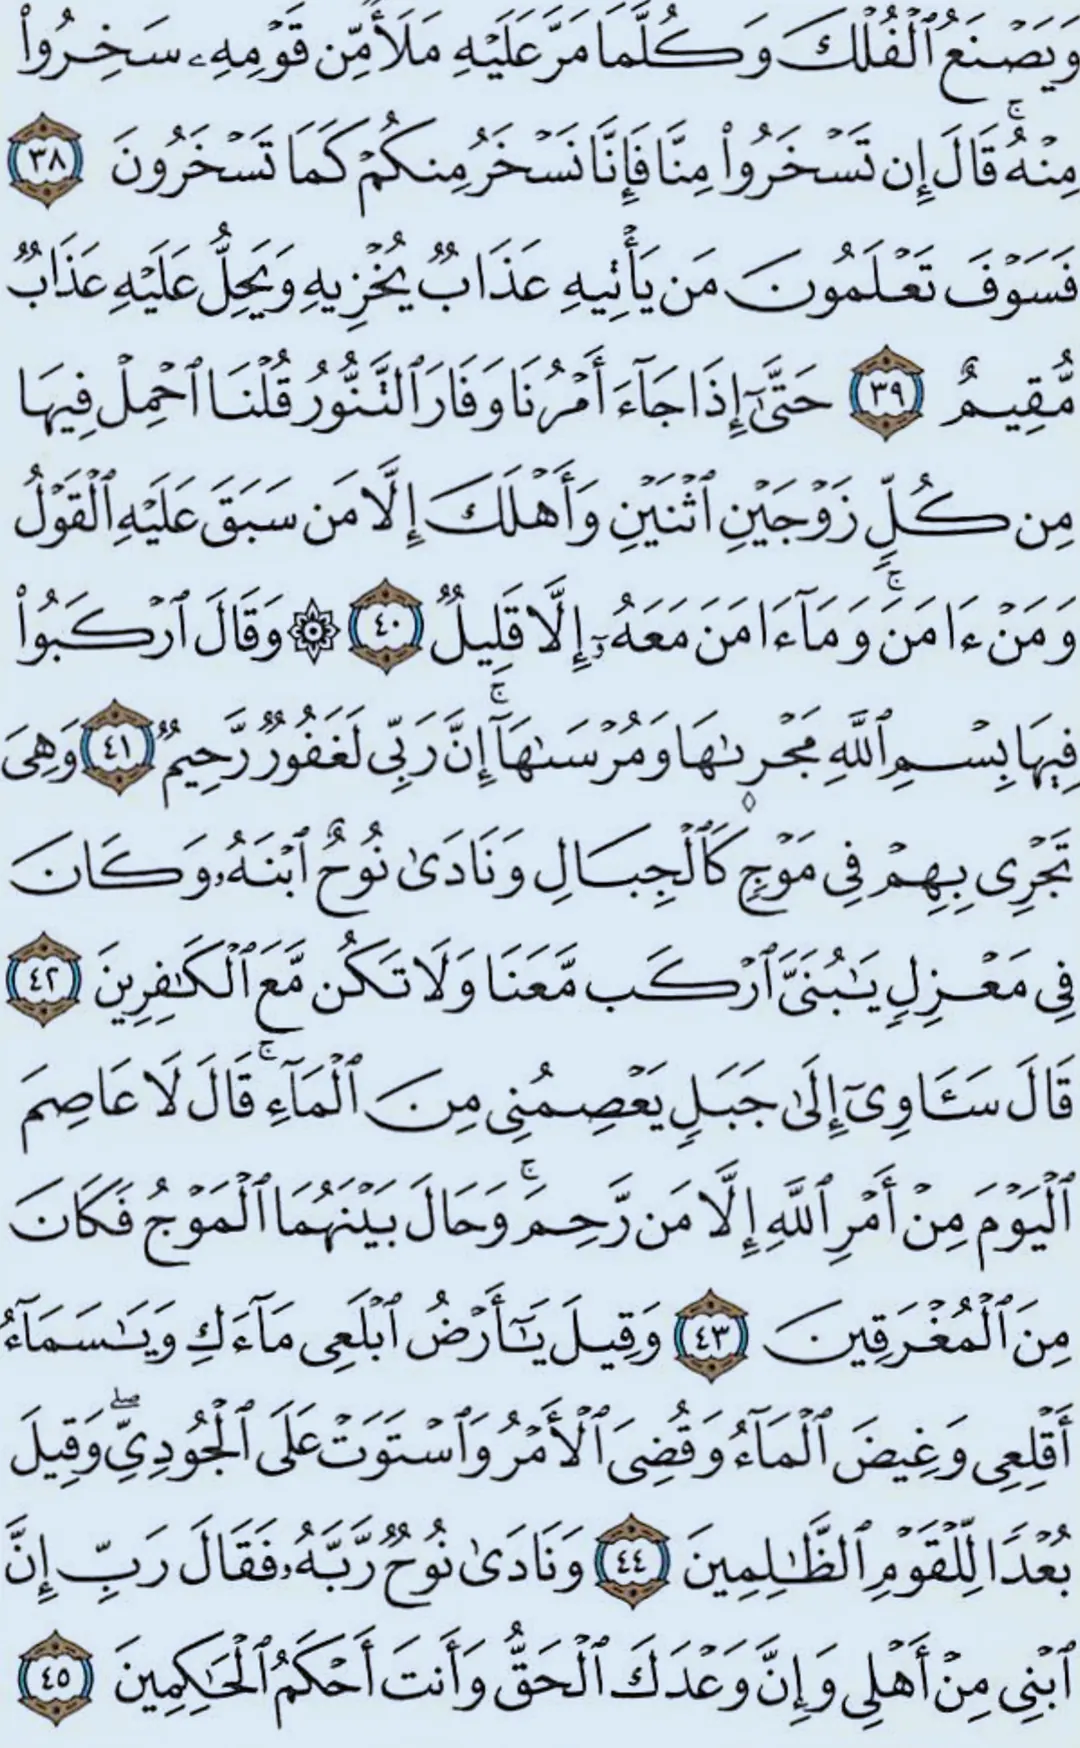 وَيَصْنَعُ ٱلْفُلْكَ وَكُلَّمَا مَرَّ عَلَيْهِ مَلَأٌ مِّن قَوْمِهِۦ سَخِرُوا۟
مِنْهُ ۚ قَالَ إِن تَسْخَرُوا۟ مِنَّا فَإِنَّا نَسْخَرُ مِنكُمْ كَمَا تَسْخَرُونَ ٣٨
فَسَوْفَ تَعْلَمُونَ مَن يَأْتِيهِ عَذَابٌ يُخْزِيهِ وَيَحِلُّ عَلَيْهِ عَذَابٌ
مُّقِيمٌ ٣٩ حَتَّىٰٓ إِذَا جَآءَ أَمْرُنَا وَفَارَ ٱلتَّنُّورُ قُلْنَا ٱحْمِلْ فِيهَا
مِن كُلٍّ زَوْجَيْنِ ٱثْنَيْنِ وَأَهْلَكَ إِلَّا مَن سَبَقَ عَلَيْهِ ٱلْقَوْلُ
وَمَنْ ءَامَنَ ۚ وَمَآ ءَامَنَ مَعَهُۥٓ إِلَّا قَلِيلٌ ٤٠ ۞ وَقَالَ ٱرْكَبُوا۟
فِيهَا بِسْمِ ٱللَّهِ مَجْر۪ىٰهَا وَمُرْسَىٰهَآ ۚ إِنَّ رَبِّى لَغَفُورٌ رَّحِيمٌ ٤١ وَهِىَ
تَجْرِى بِهِمْ فِى مَوْجٍ كَٱلْجِبَالِ وَنَادَىٰ نُوحٌ ٱبْنَهُۥ وَكَانَ
فِى مَعْزِلٍ يَـٰبُنَىَّ ٱرْكَب مَّعَنَا وَلَا تَكُن مَّعَ ٱلْكَـٰفِرِينَ ٤٢
قَالَ سَـَٔاوِىٓ إِلَىٰ جَبَلٍ يَعْصِمُنِى مِنَ ٱلْمَآءِ ۚ قَالَ لَا عَاصِمَ
ٱلْيَوْمَ مِنْ أَمْرِ ٱللَّهِ إِلَّا مَن رَّحِمَ ۚ وَحَالَ بَيْنَهُمَا ٱلْمَوْجُ فَكَانَ
مِنَ ٱلْمُغْرَقِينَ ٤٣ وَقِيلَ يَـٰٓأَرْضُ ٱبْلَعِى مَآءَكِ وَيَـٰسَمَآءُ
أَقْلِعِى وَغِيضَ ٱلْمَآءُ وَقُضِىَ ٱلْأَمْرُ وَٱسْتَوَتْ عَلَى ٱلْجُودِىِّ ۖ وَقِيلَ
بُعْدًا لِّلْقَوْمِ ٱلظَّـٰلِمِينَ ٤٤ وَنَادَىٰ نُوحٌ رَّبَّهُۥ فَقَالَ رَبِّ إِنَّ
ٱبْنِى مِنْ أَهْلِى وَإِنَّ وَعْدَكَ ٱلْحَقُّ وَأَنتَ أَحْكَمُ ٱلْحَـٰكِمِينَ ٤٥